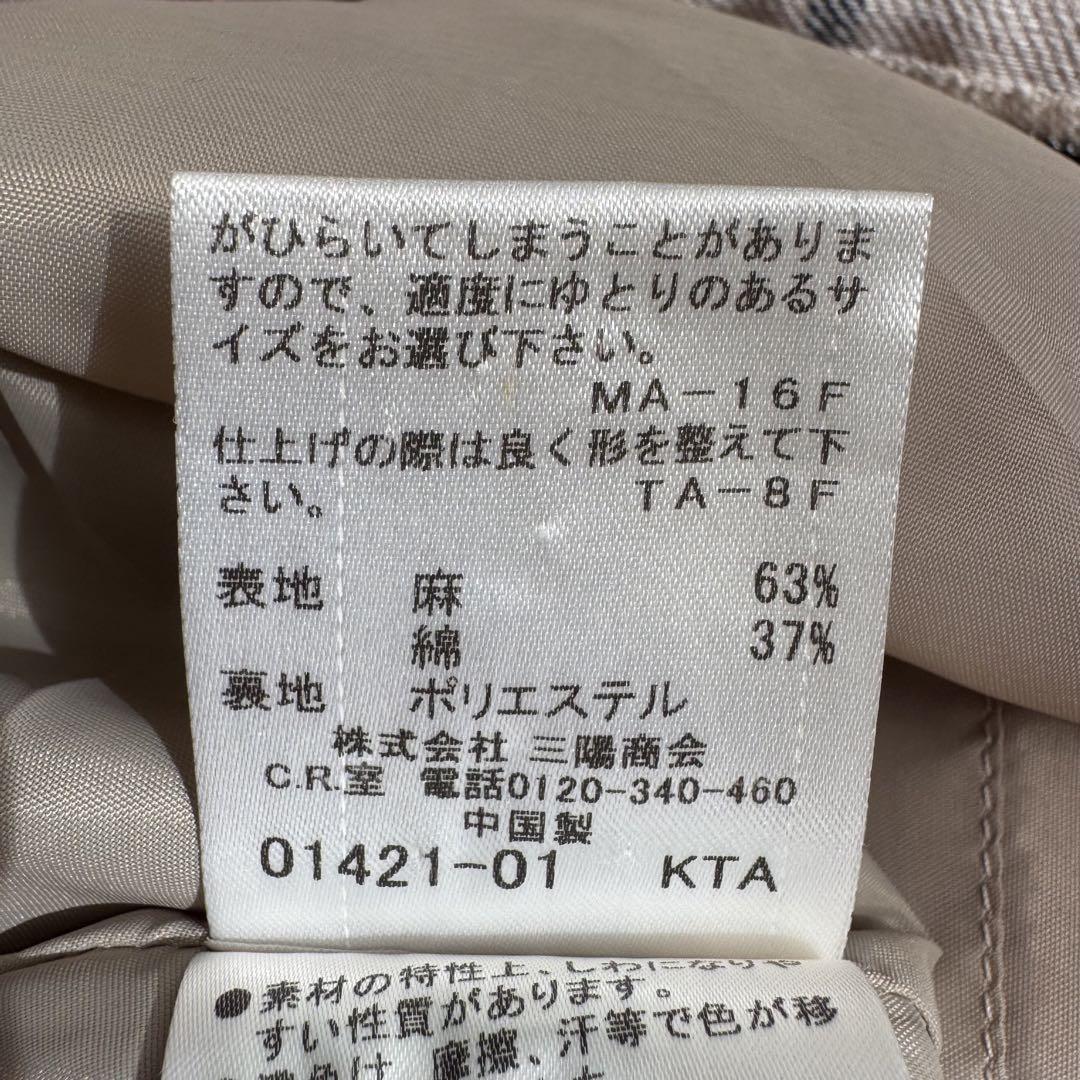 がひらいてしまうことがありま
すので、適度にゆとりのあるサ
イズをお選び下さい。
MA-16F
仕上げの際は良く形を整えて下
さい。 TA-8F
表地 麻 63%
綿 37%
裏地 ポリエステル
株式会社 三陽商会
C.R.室 電話0120-340-460
中国製
01421-01 KTA
●素材の特性上、しわになりや
すい性質があります。
は、摩擦、汗等で色が移